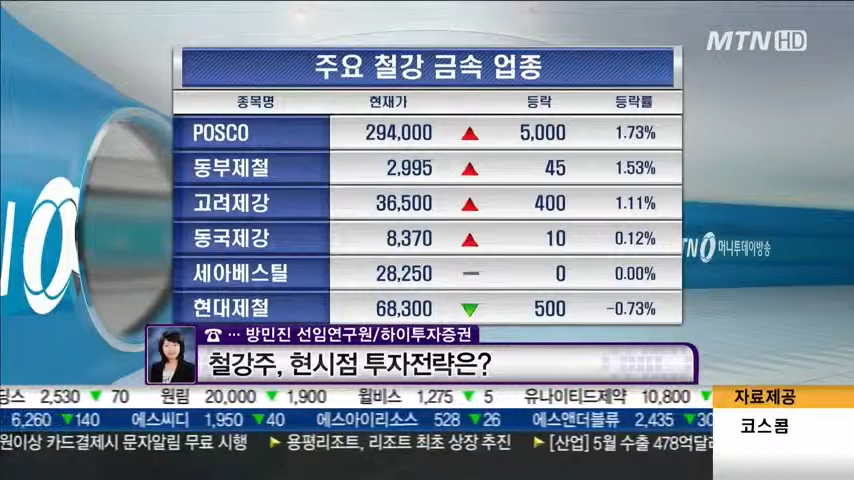 MTN HD
주요 철강 금속 업종
종목명 현재가 등락 등락률
POSCO 294,000 ▲ 5,000 1.73%
동부제철 2,995 ▲ 45 1.53%
고려제강 36,500 ▲ 400 1.11%
동국제강 8,370 ▲ 10 0.12%
세아베스틸 28,250 － 0 0.00%
현대제철 68,300 ▼ 500 -0.73%
머니투데이방송
☎ … 방민진 선임연구원/하이투자증권
철강주, 현시점 투자전략은?
딩스 2,530 ▼ 70 원림 20,000 ▼ 1,900 윌비스 1,275 ▼ 5 유나이티드제약 10,800 ▼
6,260 ▼140 에스씨디 1,950 ▼40 에스아이리소스 528 ▼26 에스앤더블류 2,435 ▼30
원이상 카드결제시 문자알림 무료 시행 ▶ 용평리조트, 리조트 최초 상장 추진 ▶ [산업] 5월 수출 478억달러
자료제공
코스콤